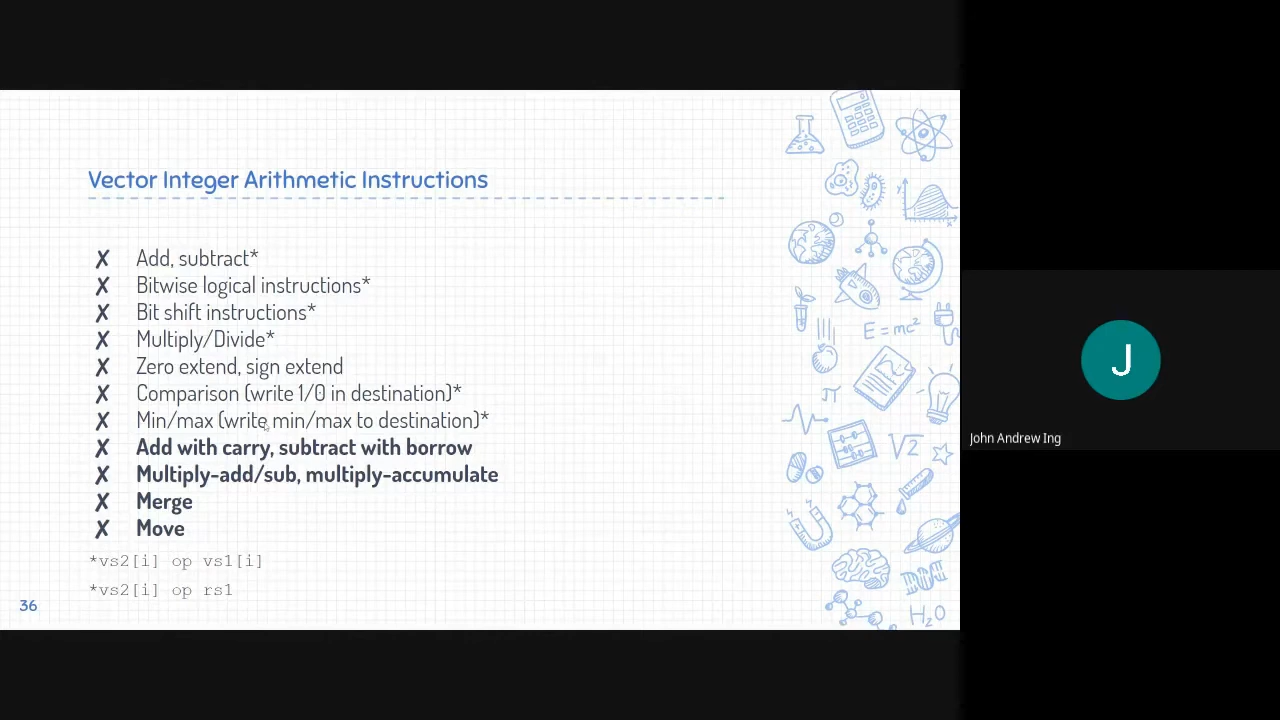 Vector Integer Arithmetic Instructions
✗ Add, subtract*
✗ Bitwise logical instructions*
✗ Bit shift instructions*
✗ Multiply/Divide*
✗ Zero extend, sign extend
✗ Comparison (write 1/0 in destination)*
✗ Min/max (write min/max to destination)*
✗ Add with carry, subtract with borrow
✗ Multiply-add/sub, multiply-accumulate
✗ Merge
✗ Move
*vs2[i] op vs1[i]
*vs2[i] op rs1
36
y
x
E = mc²
π
√2
H₂O
J
John Andrew Ing